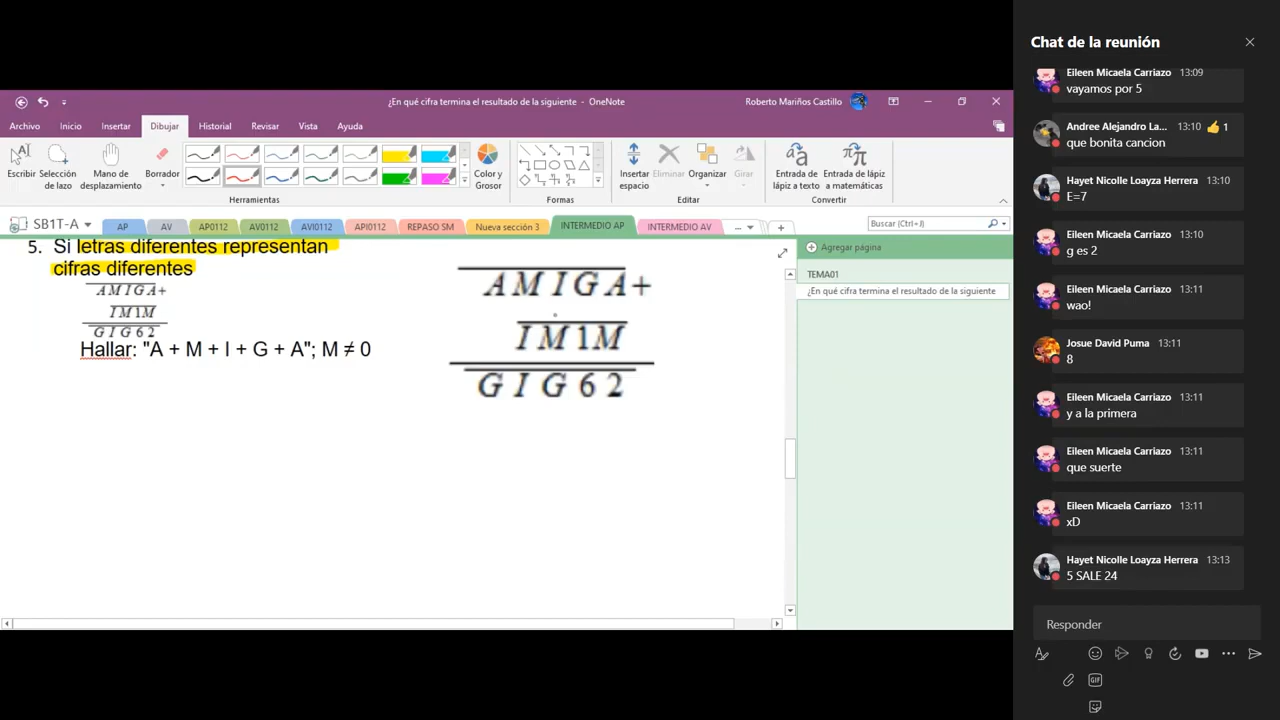 ¿En qué cifra termina el resultado de la siguiente - OneNote
Roberto Mariños Castillo
Archivo Inicio Insertar Dibujar Historial Revisar Vista Ayuda
Escribir
Selección de lazo
Mano de desplazamiento
Borrador
Color y Grosor
Insertar espacio
Eliminar
Organizar
Girar
Entrada de lápiz a texto
Entrada de lápiz a matemáticas
Herramientas Formas Editar Convertir
SB1T-A AP AV AP0112 AV0112 AVI0112 API0112 REPASO SM Nueva sección 3 INTERMEDIO AP INTERMEDIO AV ... +
Buscar (Ctrl+J)
5. Si letras diferentes representan
cifras diferentes
AMIGA+
IM1M
GIG62
Hallar: "A + M + I + G + A"; M ≠ 0
AMIGA+
IM1M
GIG62
Agregar página
TEMA01
¿En qué cifra termina el resultado de la siguiente
Chat de la reunión
Eileen Micaela Carriazo 13:09
vayamos por 5
Andree Alejandro La... 13:10 👍 1
que bonita cancion
Hayet Nicolle Loayza Herrera 13:10
E=7
Eileen Micaela Carriazo 13:10
g es 2
Eileen Micaela Carriazo 13:11
wao!
Josue David Puma 13:11
8
Eileen Micaela Carriazo 13:11
y a la primera
Eileen Micaela Carriazo 13:11
que suerte
Eileen Micaela Carriazo 13:11
xD
Hayet Nicolle Loayza Herrera 13:13
5 SALE 24
Responder
GIF